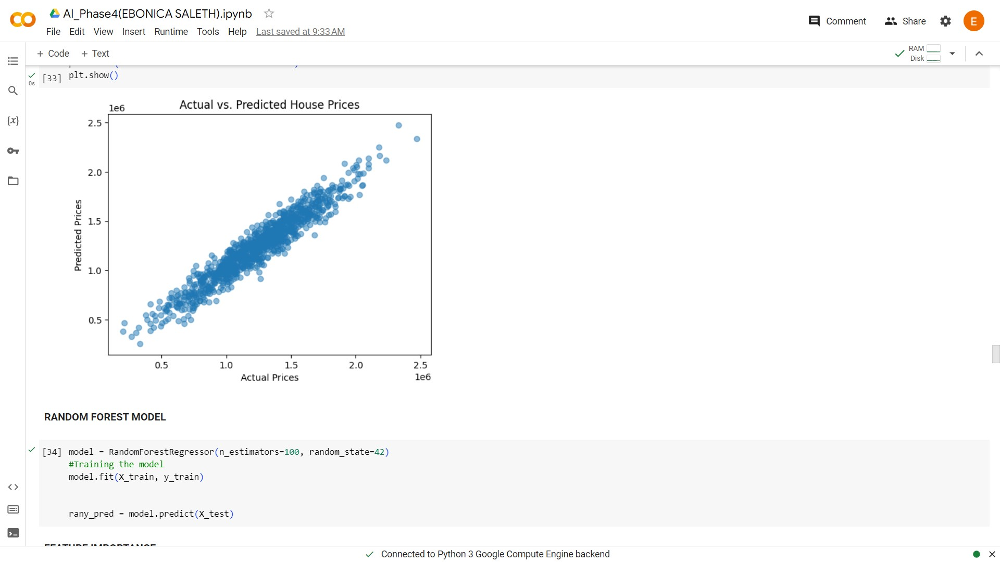 AI_Phase4(EBONICA SALETH).ipynb
File Edit View Insert Runtime Tools Help Last saved at 9:33 AM
Comment Share E
+ Code + Text
RAM
Disk
{x}
[33] plt.show()
0s
Actual vs. Predicted House Prices
1e6
2.5
2.0
1.5
1.0
0.5
Predicted Prices
0.5 1.0 1.5 2.0 2.5
Actual Prices
1e6
RANDOM FOREST MODEL
[34] model = RandomForestRegressor(n_estimators=100, random_state=42)
#Training the model
model.fit(X_train, y_train)
rany_pred = model.predict(X_test)
FEATURE IMPORTANCE
Connected to Python 3 Google Compute Engine backend